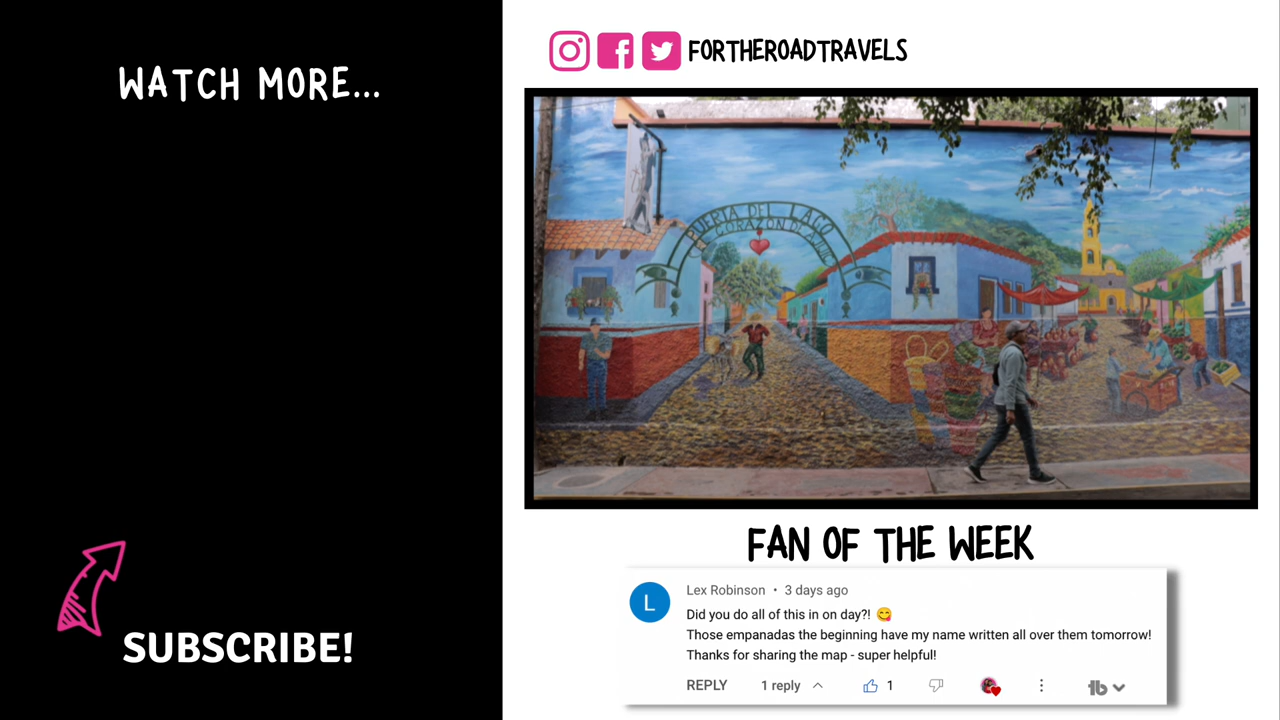 WATCH MORE...
SUBSCRIBE!
FORTHEROADTRAVELS
PUERTA DEL LAGO
CORAZON DE AJIJIC
FAN OF THE WEEK
L
Lex Robinson • 3 days ago
Did you do all of this in on day?! 😋
Those empanadas the beginning have my name written all over them tomorrow!
Thanks for sharing the map - super helpful!
REPLY 1 reply 1